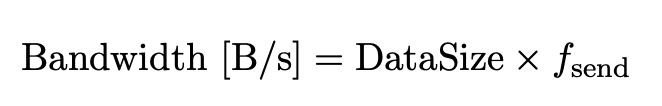 Bandwidth [B/s] = DataSize × f_send